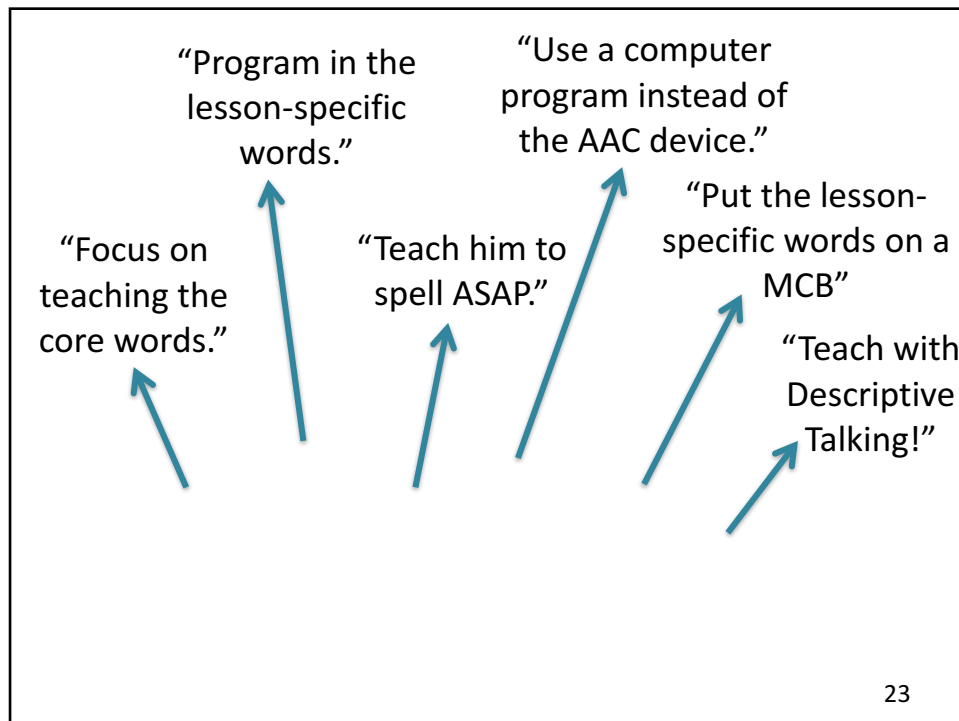 “Program in the
lesson-specific
words.”
“Use a computer
program instead of
the AAC device.”
“Focus on
teaching the
core words.”
“Teach him to
spell ASAP.”
“Put the lesson-
specific words on a
MCB”
“Teach with
Descriptive
Talking!”
23